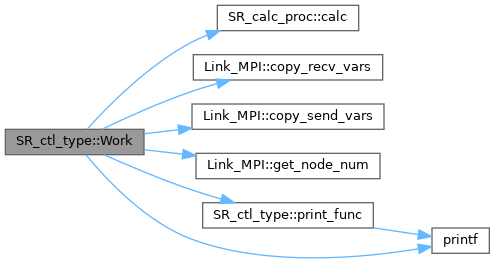 SR_calc_proc::calc
Link_MPI::copy_recv_vars
Link_MPI::copy_send_vars
SR_ctl_type::Work
Link_MPI::get_node_num
SR_ctl_type::print_func
printf